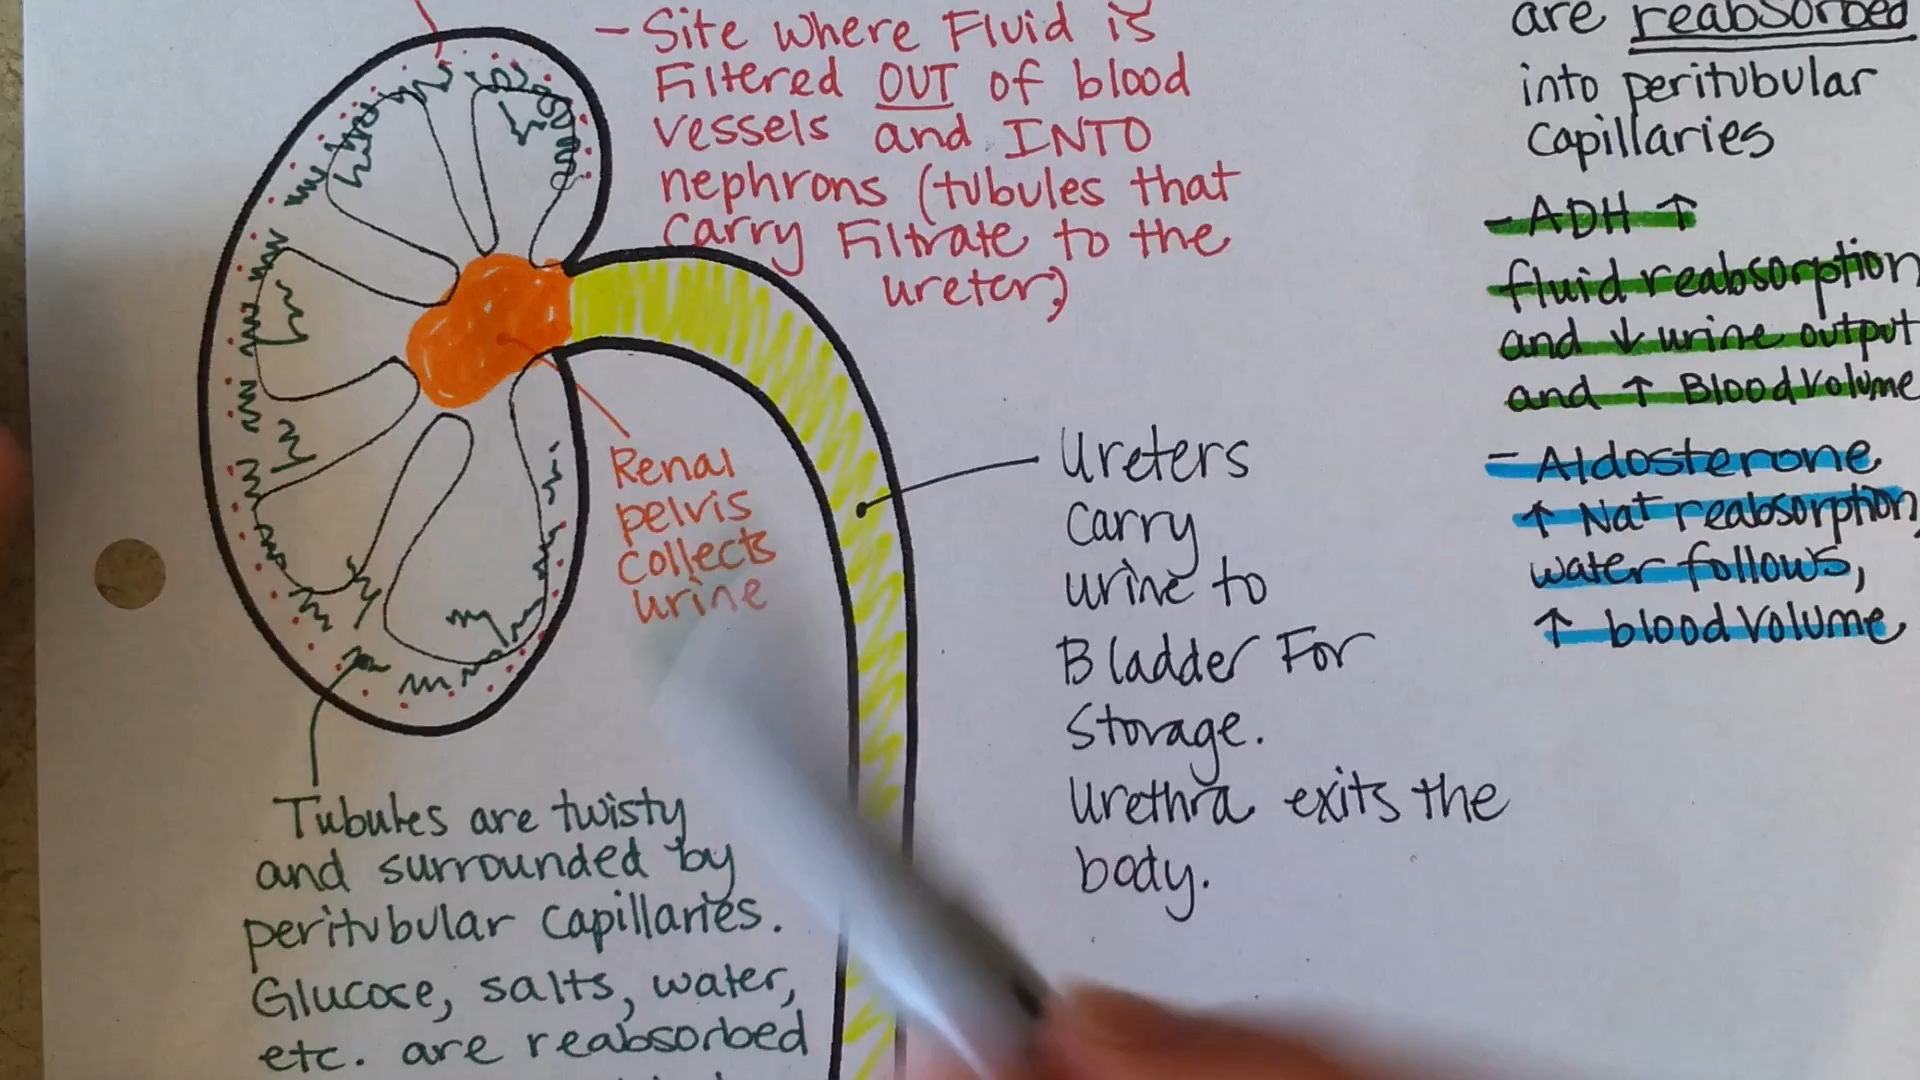 - Site where Fluid is
Filtered OUT of blood
vessels and INTO
nephrons (tubules that
carry Filtrate to the
ureter)
Renal
pelvis
collects
urine
Ureters
carry
urine to
Bladder For
Storage.
Urethra exits the
body.
Tubules are twisty
and surrounded by
peritubular capillaries.
Glucose, salts, water,
etc. are reabsorbed
are reabsorbed
into peritubular
capillaries
- ADH ↑
fluid reabsorption
and ↓ urine output
and ↑ Blood Volume
- Aldosterone
↑ Na+ reabsorption,
water follows,
↑ blood volume